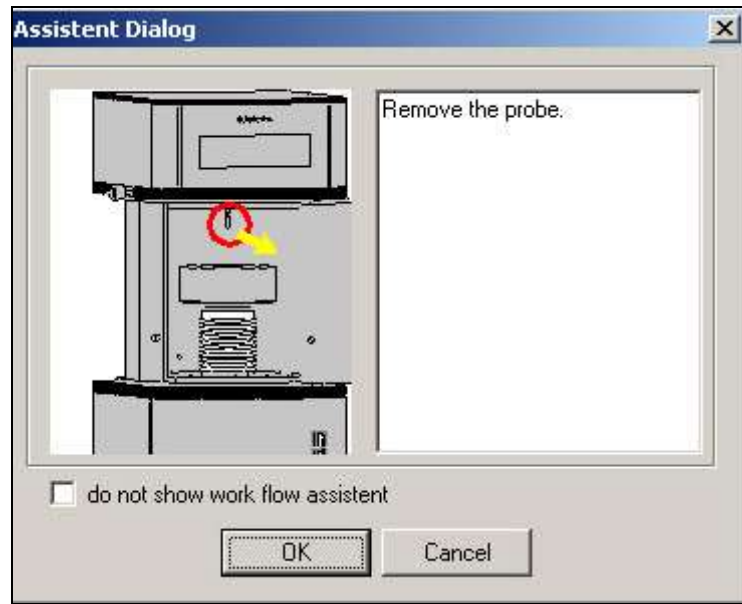 Assistent Dialog
Remove the probe.
do not show work flow assistent
OK
Cancel